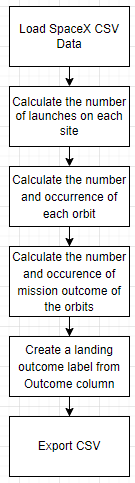 Load SpaceX CSV
Data
Calculate the number
of launches on each
site
Calculate the number
and occurrence of
each orbit
Calculate the number
and occurence of
mission outcome of
the orbits
Create a landing
outcome label from
Outcome column
Export CSV